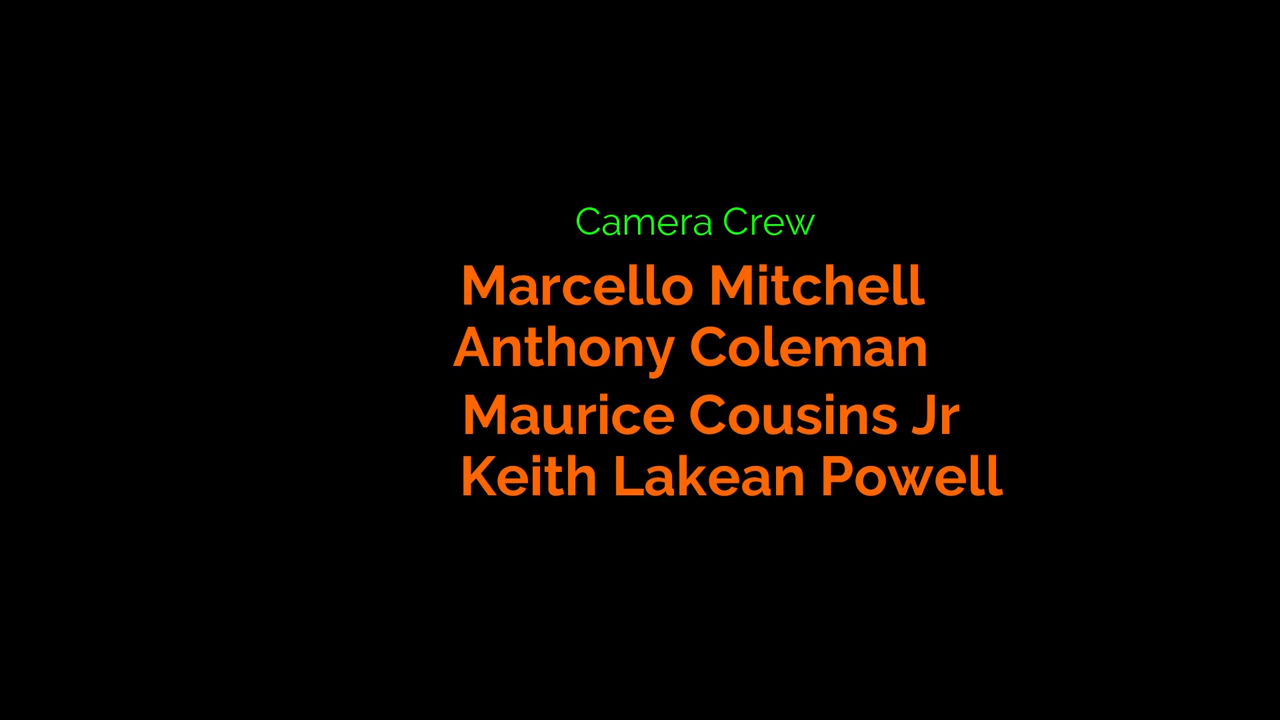 Camera Crew
Marcello Mitchell
Anthony Coleman
Maurice Cousins Jr
Keith Lakean Powell